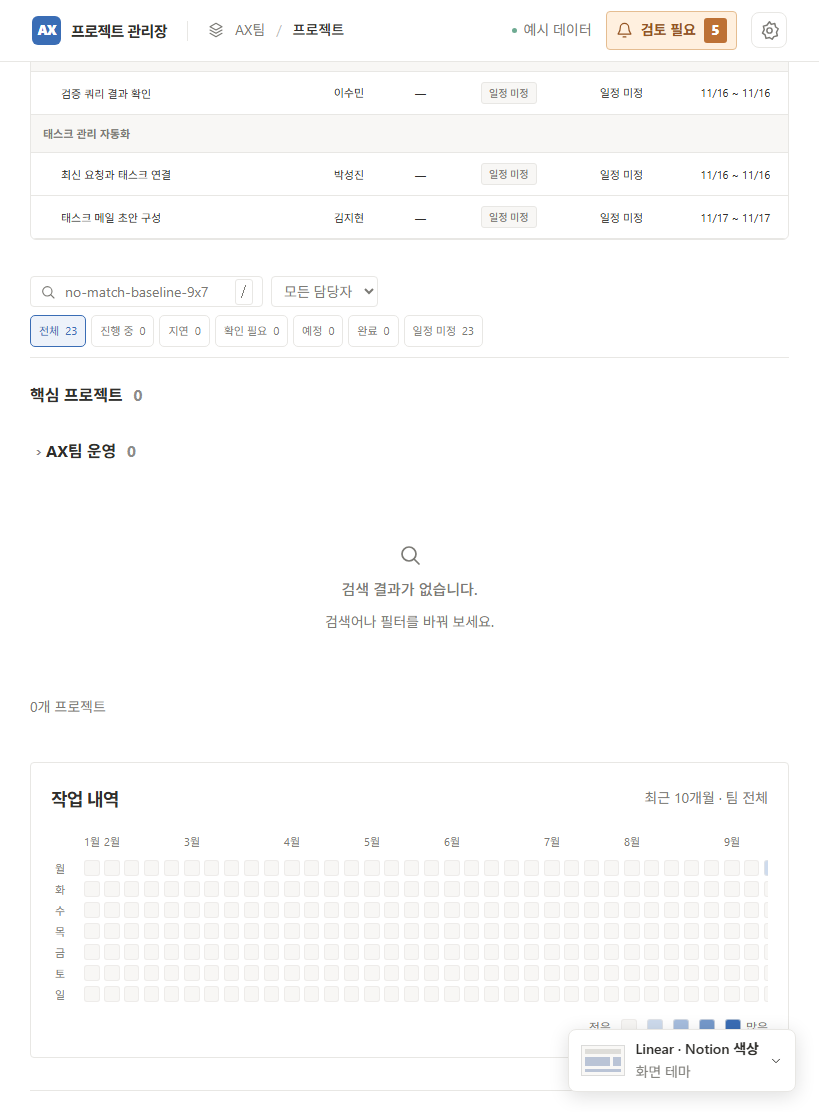 AX 프로젝트 관리장 AX팀 / 프로젝트 예시 데이터 검토 필요 5
검증 쿼리 결과 확인 이수민 — 일정 미정 일정 미정 11/16 ~ 11/16
태스크 관리 자동화
최신 요청과 태스크 연결 박성진 — 일정 미정 일정 미정 11/16 ~ 11/16
태스크 메일 초안 구성 김지현 — 일정 미정 일정 미정 11/17 ~ 11/17
no-match-baseline-9x7 / 모든 담당자
전체 23 진행 중 0 지연 0 확인 필요 0 예정 0 완료 0 일정 미정 23
핵심 프로젝트 0
› AX팀 운영 0
검색 결과가 없습니다.
검색어나 필터를 바꿔 보세요.
0개 프로젝트
작업 내역 최근 10개월 · 팀 전체
1월 2월 3월 4월 5월 6월 7월 8월 9월
월
화
수
목
금
토
일
적음 많음
Linear · Notion 색상
화면 테마